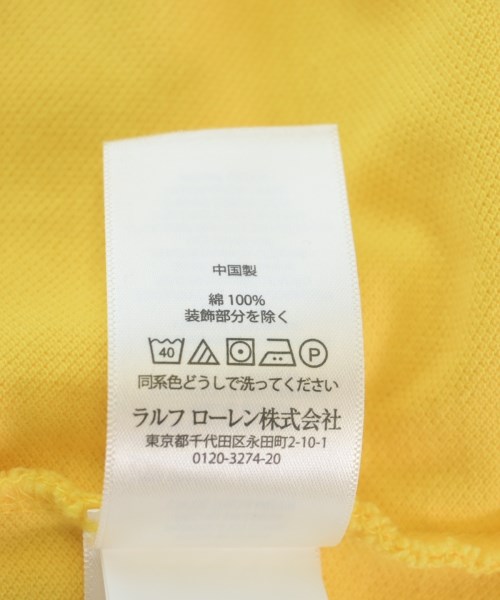 中国製
綿 100%
装飾部分を除く
40 P
同系色どうしで洗ってください
ラルフ ローレン株式会社
東京都千代田区永田町2-10-1
0120-3274-20